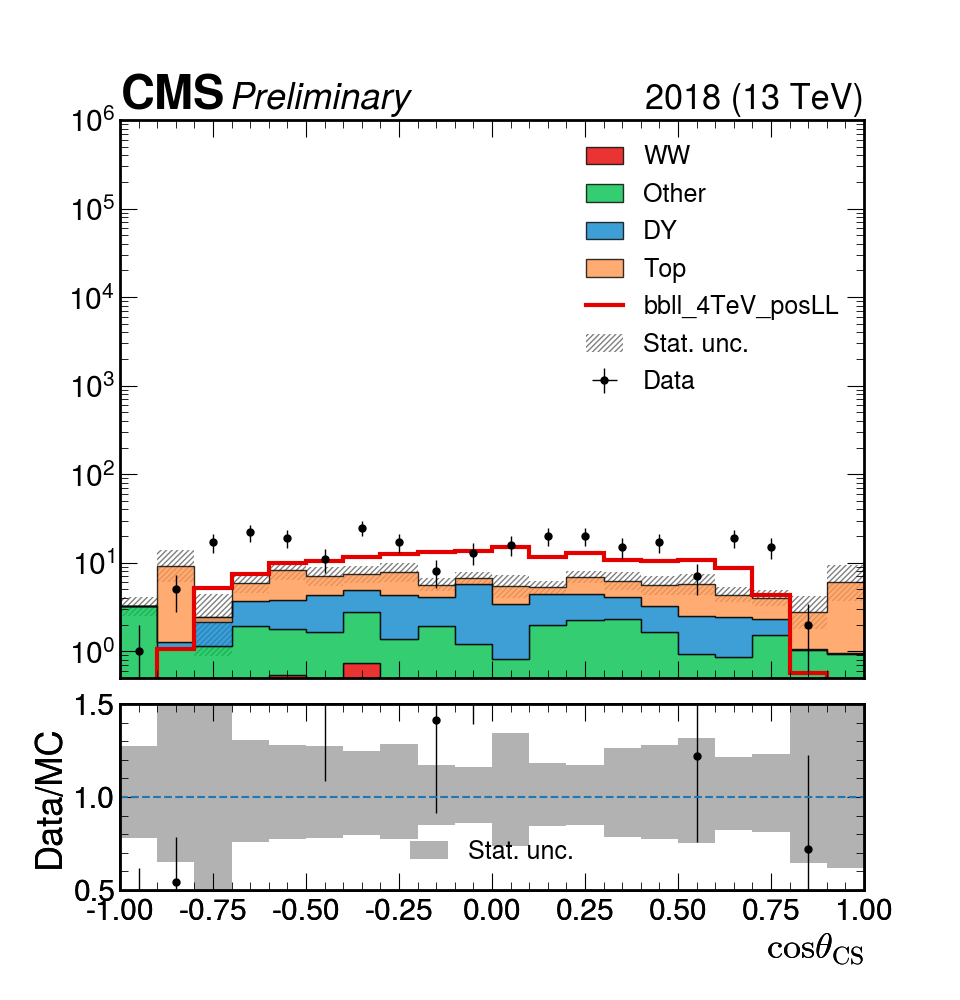 CMS Preliminary 2018 (13 TeV)
10^6
10^5
10^4
10^3
10^2
10^1
10^0
WW
Other
DY
Top
bbll_4TeV_posLL
Stat. unc.
Data
1.5
1.0
0.5
Data/MC
Stat. unc.
-1.00 -0.75 -0.50 -0.25 0.00 0.25 0.50 0.75 1.00
cosθ_CS